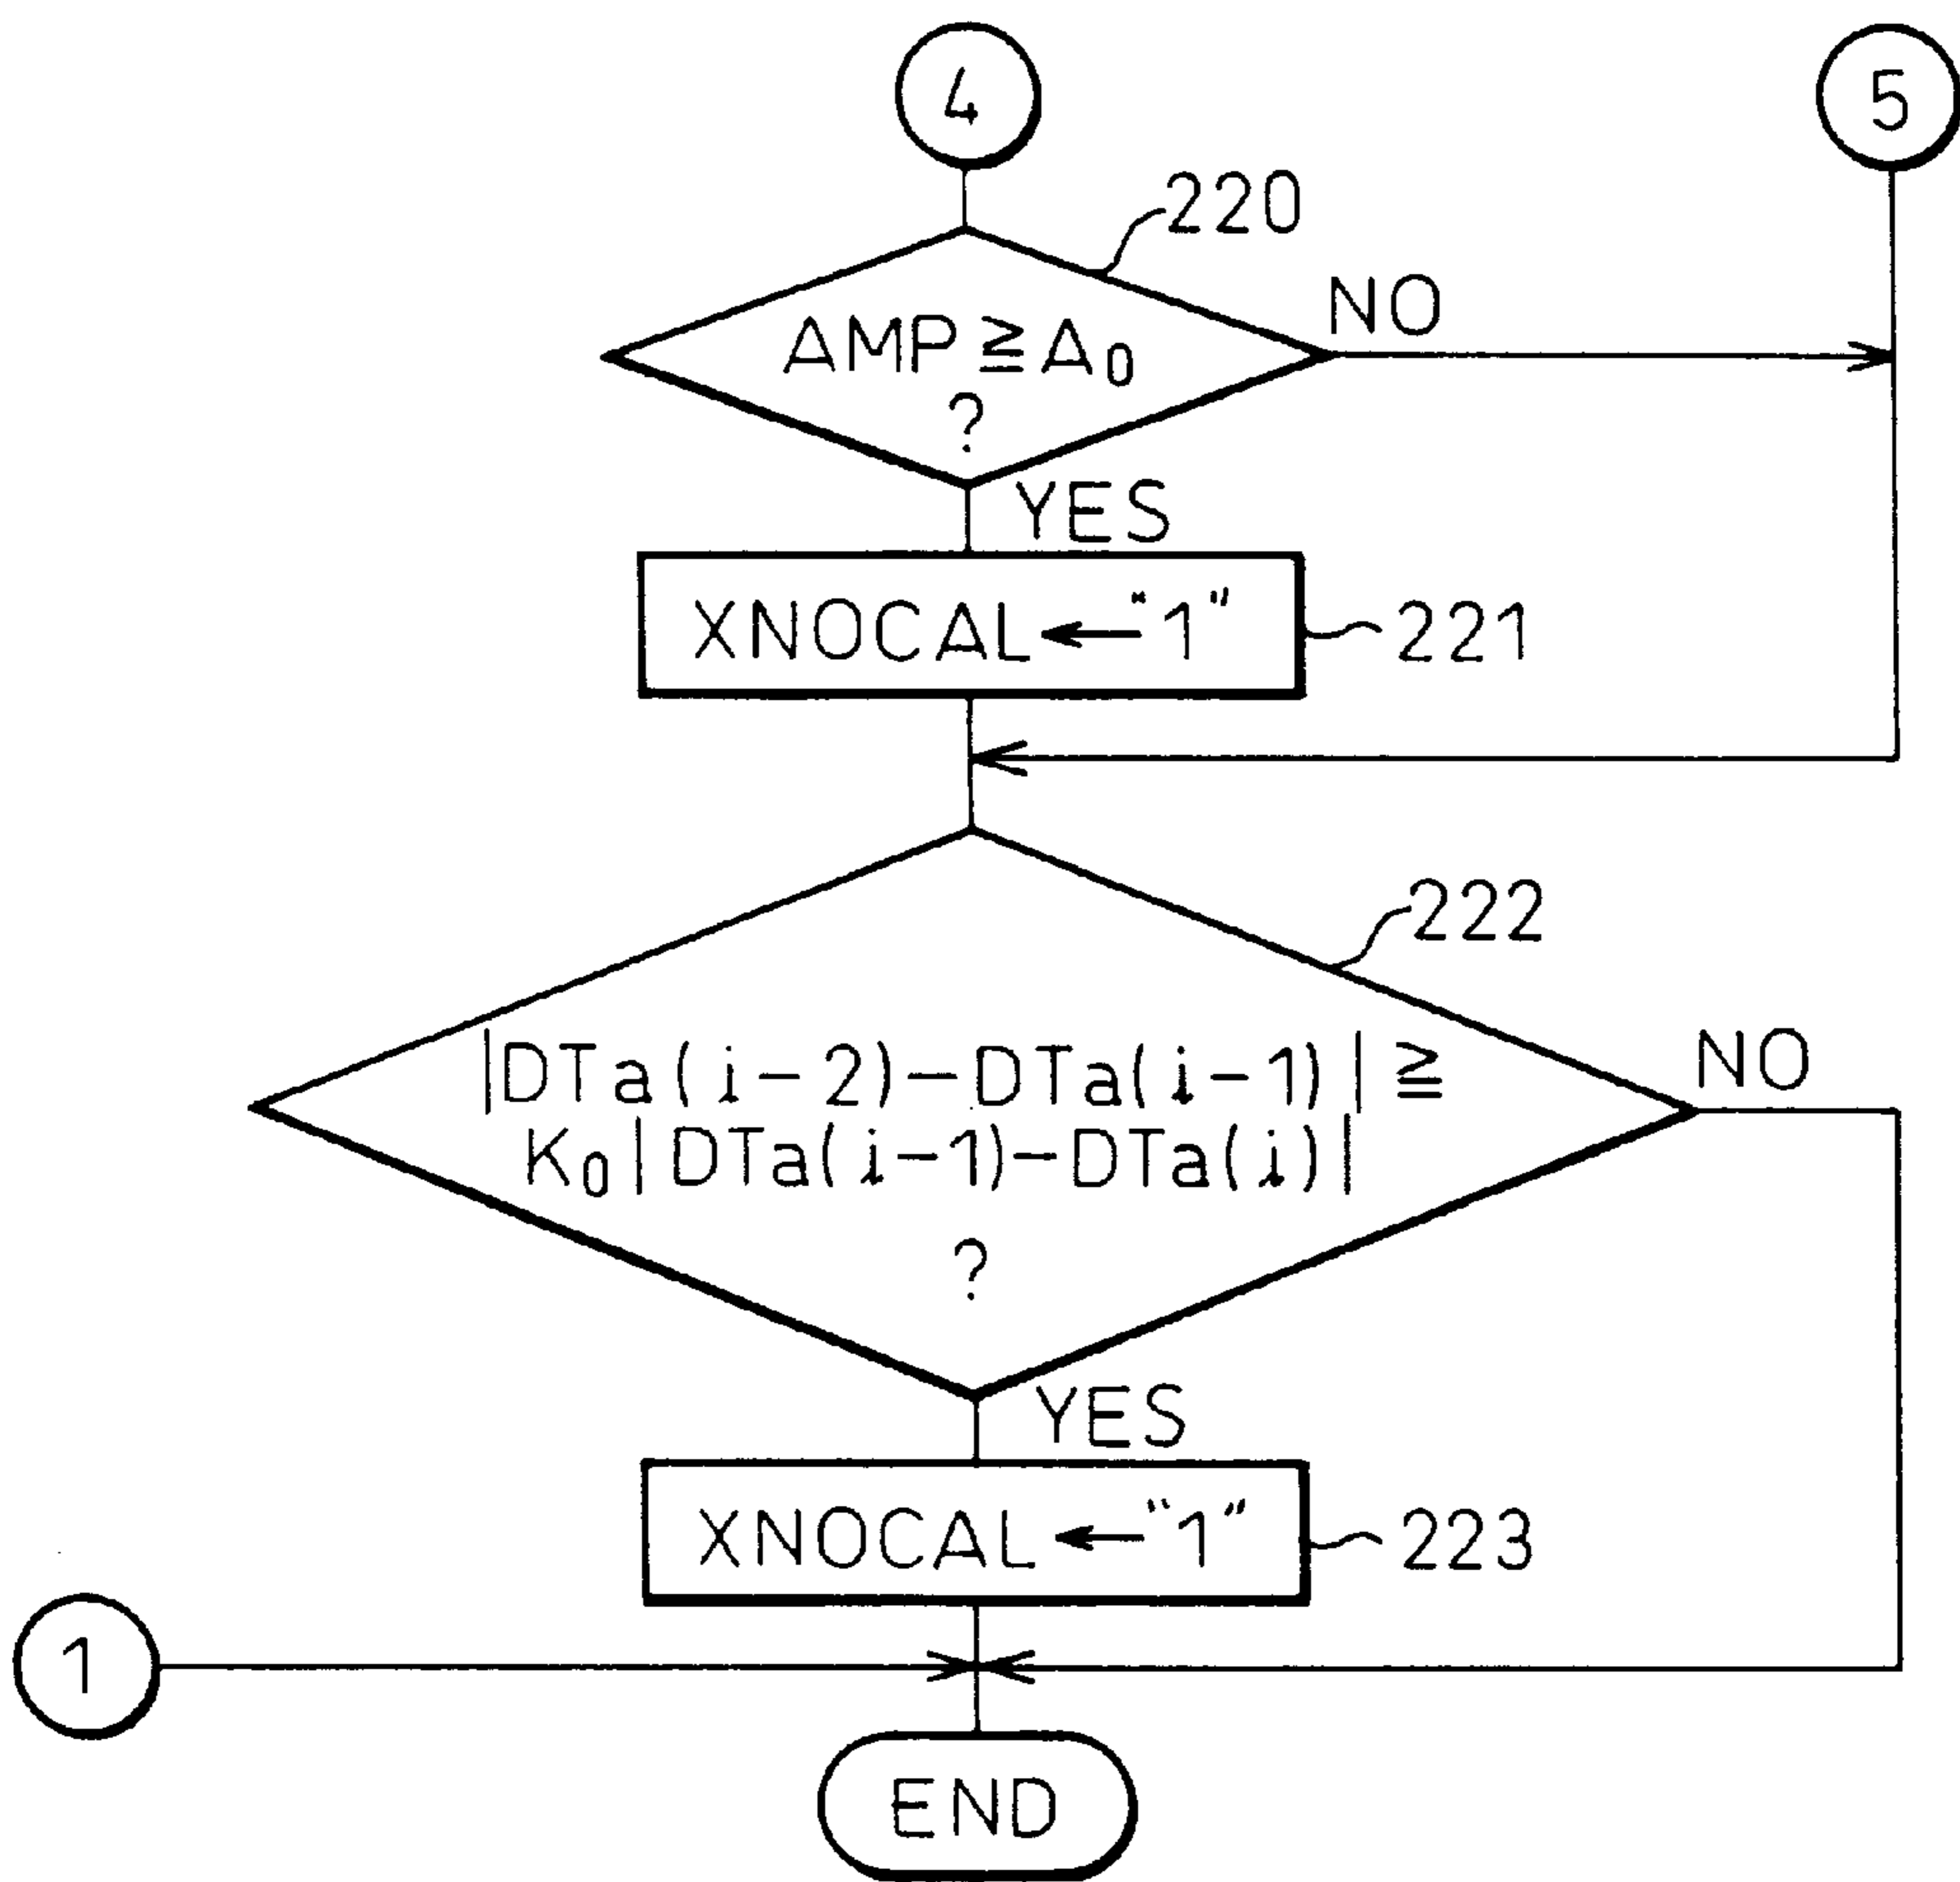 4
5
220
NO
AMP ≧ A₀
?
YES
XNOCAL ← "1"
221
222
|DTa(i-2)-DTa(i-1)| ≧
NO
K₀|DTa(i-1)-DTa(i)|
?
YES
XNOCAL ← "1"
223
1
END